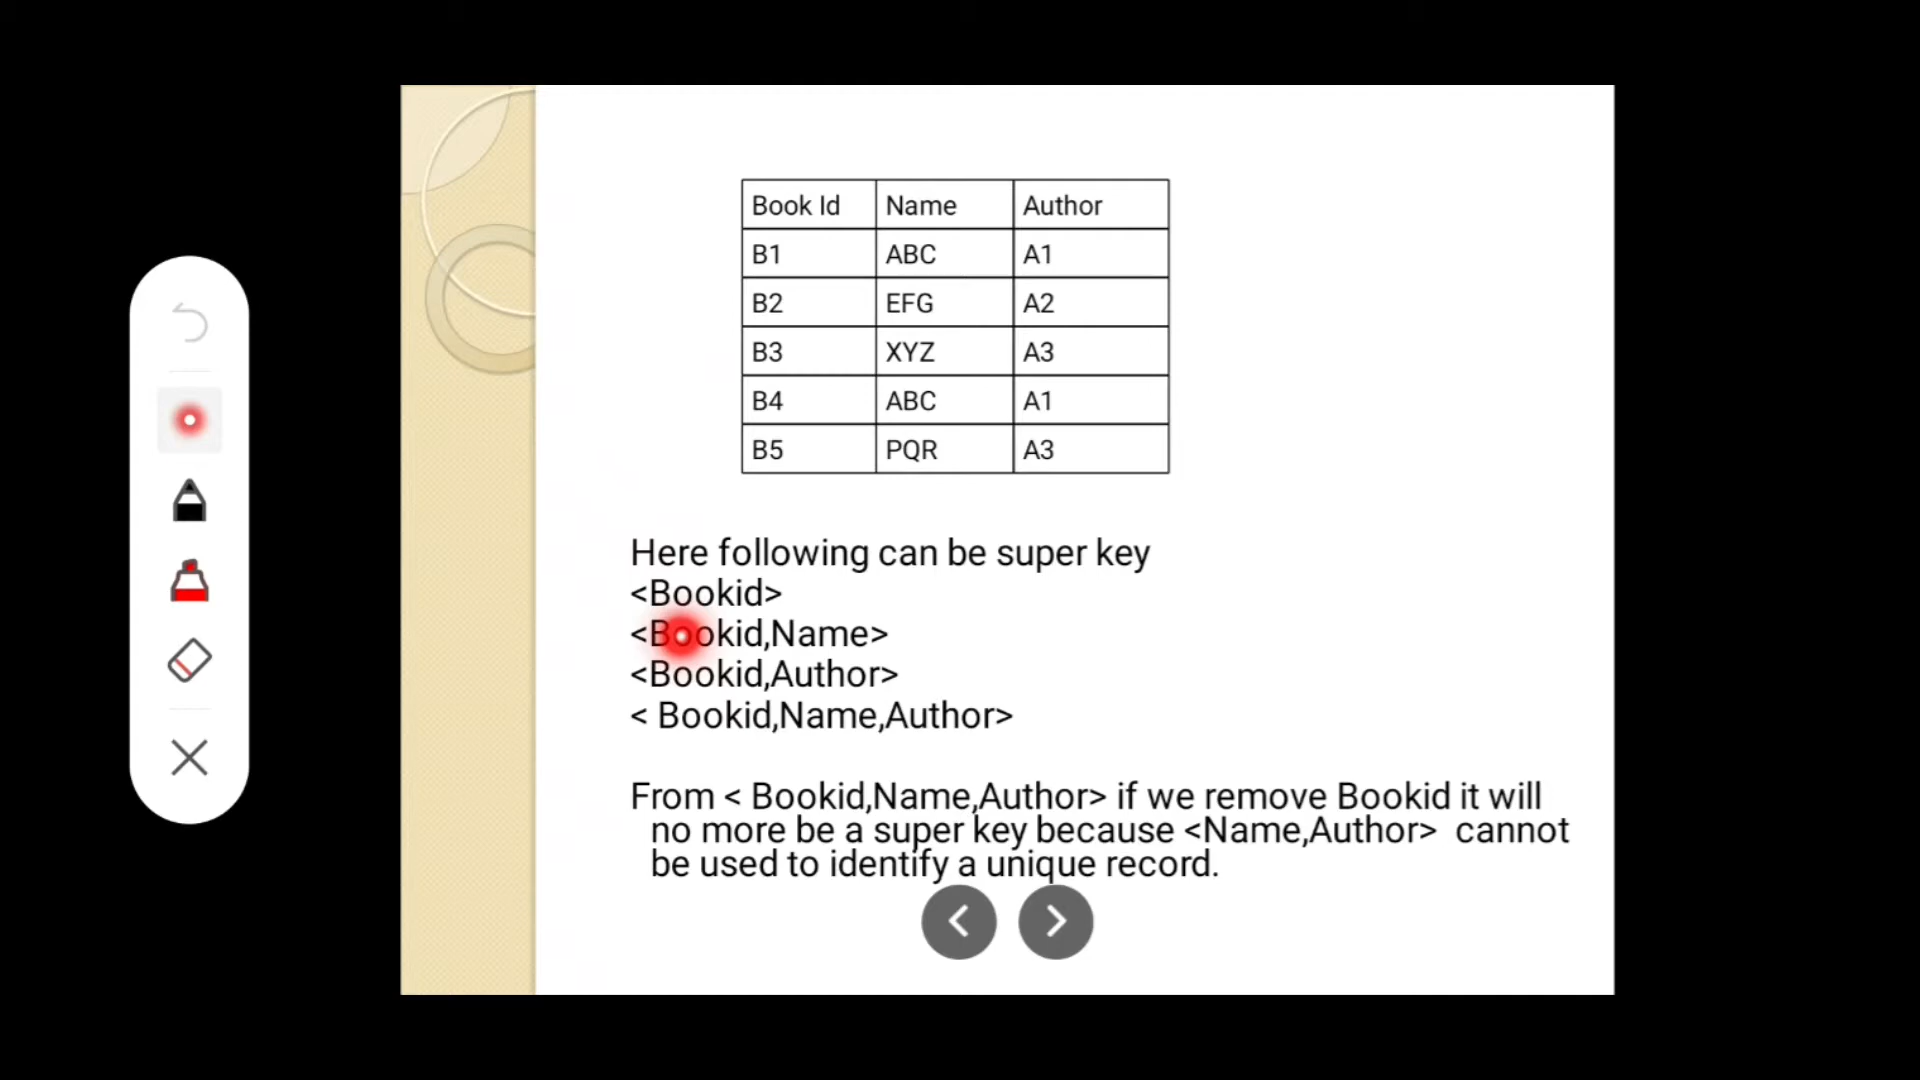 Book Id Name Author
B1 ABC A1
B2 EFG A2
B3 XYZ A3
B4 ABC A1
B5 PQR A3
Here following can be super key
<Bookid>
<Bookid,Name>
<Bookid,Author>
< Bookid,Name,Author>
From < Bookid,Name,Author> if we remove Bookid it will
no more be a super key because <Name,Author> cannot
be used to identify a unique record.